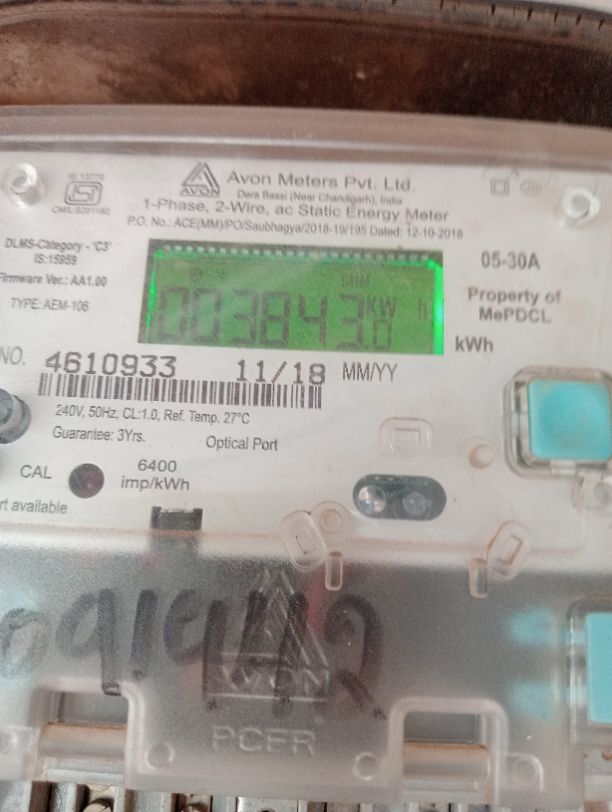 IS:13779
CM/L-9281180
AVON
Avon Meters Pvt. Ltd.
Dera Bassi (Near Chandigarh), India
1-Phase, 2-Wire, ac Static Energy Meter
P.O. No.: ACE(MM)/PO/Saubhagya/2018-19/195 Dated: 12-10-2018
DLMS-Category - 'C3'
IS:15959
Firmware Ver.: AA1.00
TYPE: AEM-106
003843.0 KW h
05-30A
Property of
MePDCL
kWh
NO. 4610933 11/18 MM/YY
240V, 50Hz, CL:1.0, Ref. Temp. 27°C
Guarantee: 3Yrs. Optical Port
CAL 6400
imp/kWh
rt available
AVON